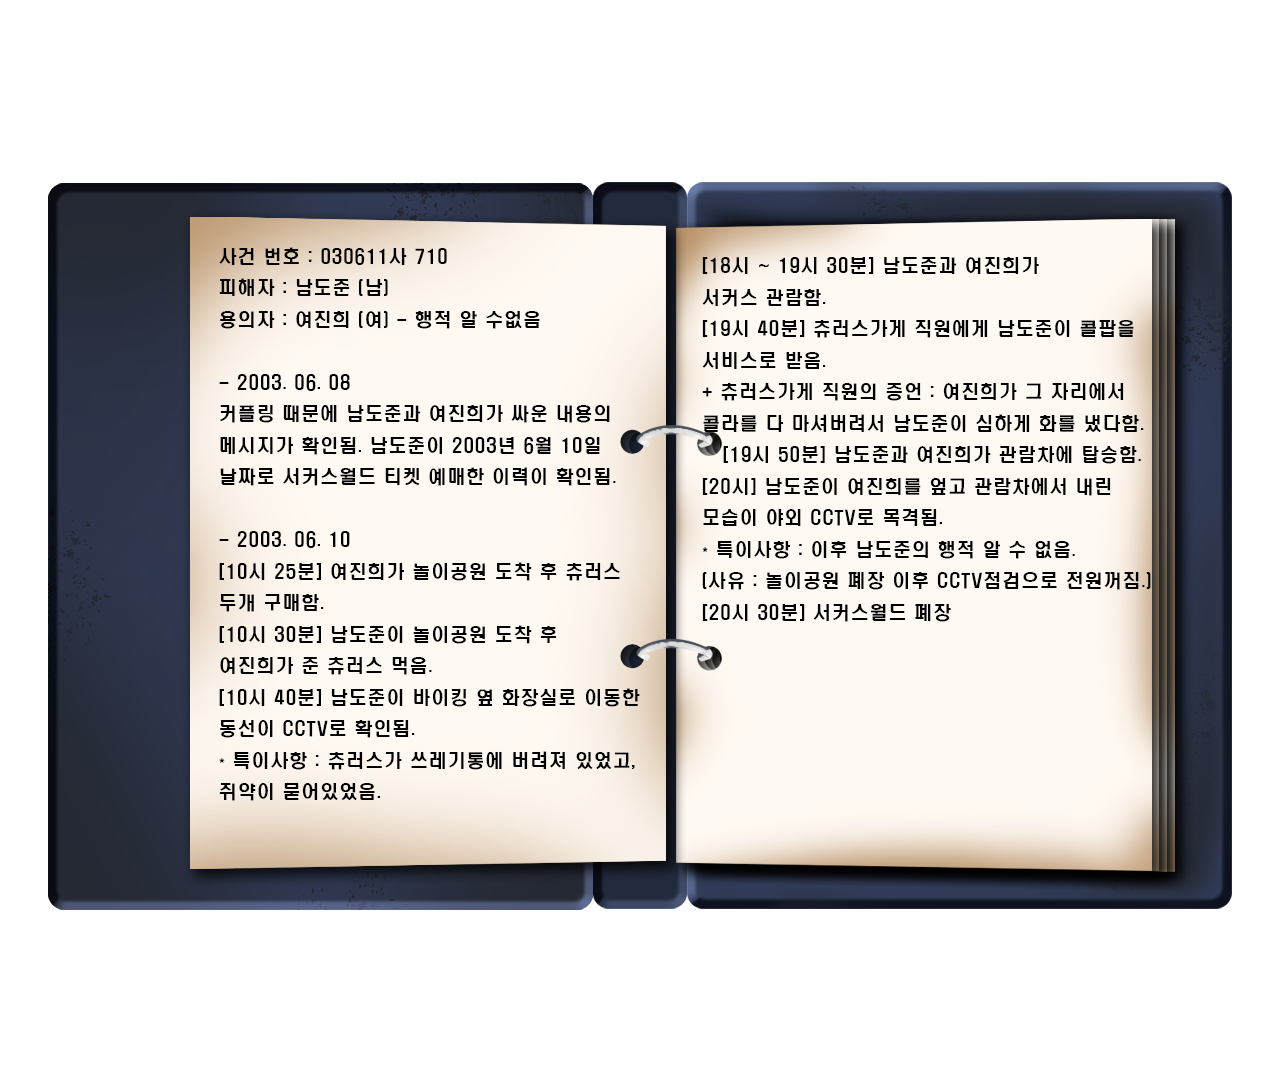 사건 번호 : 030611사 710
피해자 : 남도준 (남)
용의자 : 여진희 (여) - 행적 알 수없음
- 2003. 06. 08
커플링 때문에 남도준과 여진희가 싸운 내용의
메시지가 확인됨. 남도준이 2003년 6월 10일
날짜로 서커스월드 티켓 예매한 이력이 확인됨.
- 2003. 06. 10
[10시 25분] 여진희가 놀이공원 도착 후 츄러스
두개 구매함.
[10시 30분] 남도준이 놀이공원 도착 후
여진희가 준 츄러스 먹음.
[10시 40분] 남도준이 바이킹 옆 화장실로 이동한
동선이 CCTV로 확인됨.
* 특이사항 : 츄러스가 쓰레기통에 버려져 있었고,
쥐약이 묻어있었음.
[18시 ~ 19시 30분] 남도준과 여진희가
서커스 관람함.
[19시 40분] 츄러스가게 직원에게 남도준이 콜팝을
서비스로 받음.
+ 츄러스가게 직원의 증언 : 여진희가 그 자리에서
콜라를 다 마셔버려서 남도준이 심하게 화를 냈다함.
[19시 50분] 남도준과 여진희가 관람차에 탑승함.
[20시] 남도준이 여진희를 엎고 관람차에서 내린
모습이 야외 CCTV로 목격됨.
* 특이사항 : 이후 남도준의 행적 알 수 없음.
(사유 : 놀이공원 폐장 이후 CCTV점검으로 전원꺼짐.)
[20시 30분] 서커스월드 폐장